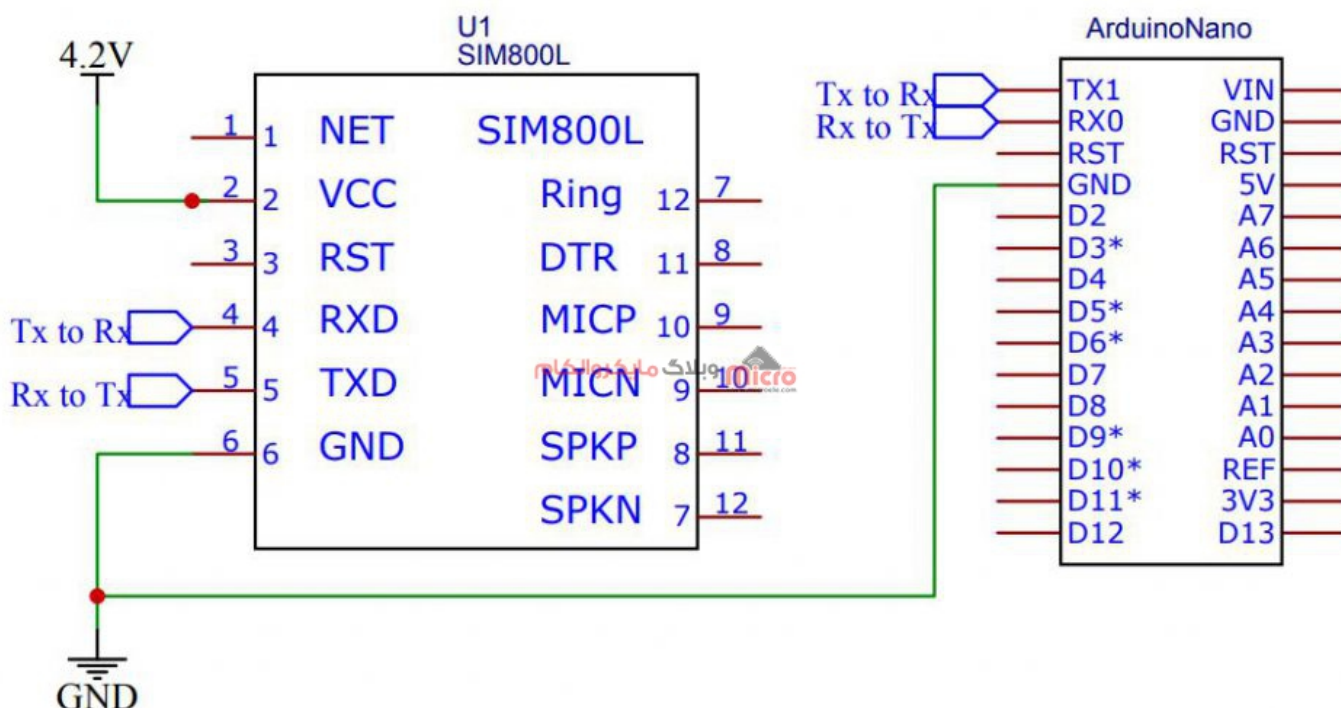 4.2V
U1
SIM800L
1 1 NET SIM800L
2 2 VCC Ring 12 7
3 3 RST DTR 11 8
Tx to Rx 4 4 RXD MICP 10 9
Rx to Tx 5 5 TXD MICN 9 10
6 6 GND SPKP 8 11
SPKN 7 12
GND
وبلاگ مایکروالکام
Micro
ArduinoNano
Tx to Rx TX1 VIN
Rx to Tx RX0 GND
RST RST
GND 5V
D2 A7
D3* A6
D4 A5
D5* A4
D6* A3
D7 A2
D8 A1
D9* A0
D10* REF
D11* 3V3
D12 D13